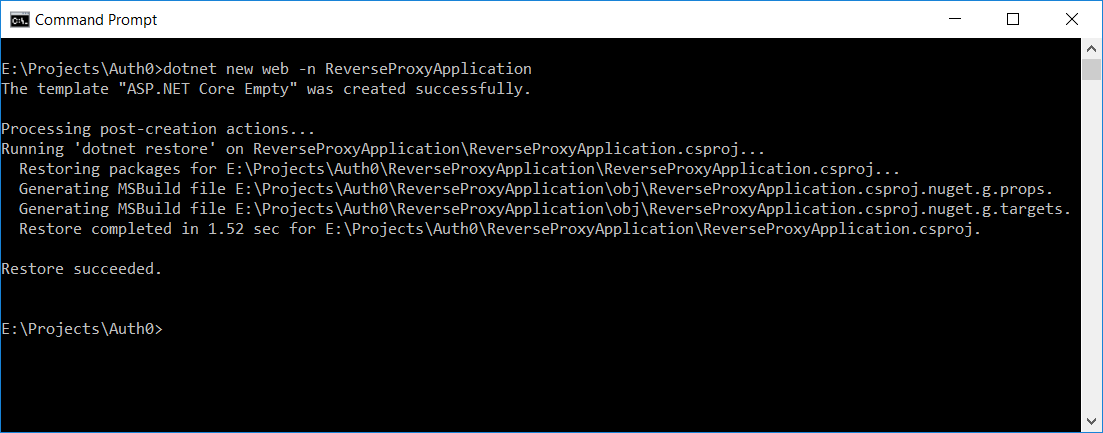 Command Prompt
E:\Projects\Auth0>dotnet new web -n ReverseProxyApplication
The template "ASP.NET Core Empty" was created successfully.
Processing post-creation actions...
Running 'dotnet restore' on ReverseProxyApplication\ReverseProxyApplication.csproj...
  Restoring packages for E:\Projects\Auth0\ReverseProxyApplication\ReverseProxyApplication.csproj...
  Generating MSBuild file E:\Projects\Auth0\ReverseProxyApplication\obj\ReverseProxyApplication.csproj.nuget.g.props.
  Generating MSBuild file E:\Projects\Auth0\ReverseProxyApplication\obj\ReverseProxyApplication.csproj.nuget.g.targets.
  Restore completed in 1.52 sec for E:\Projects\Auth0\ReverseProxyApplication\ReverseProxyApplication.csproj.
Restore succeeded.
E:\Projects\Auth0>